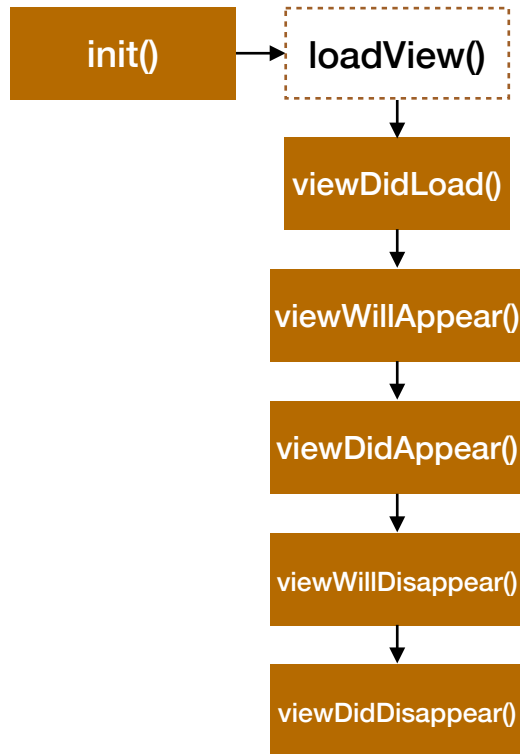 init()
loadView()
viewDidLoad()
viewWillAppear()
viewDidAppear()
viewWillDisappear()
viewDidDisappear()